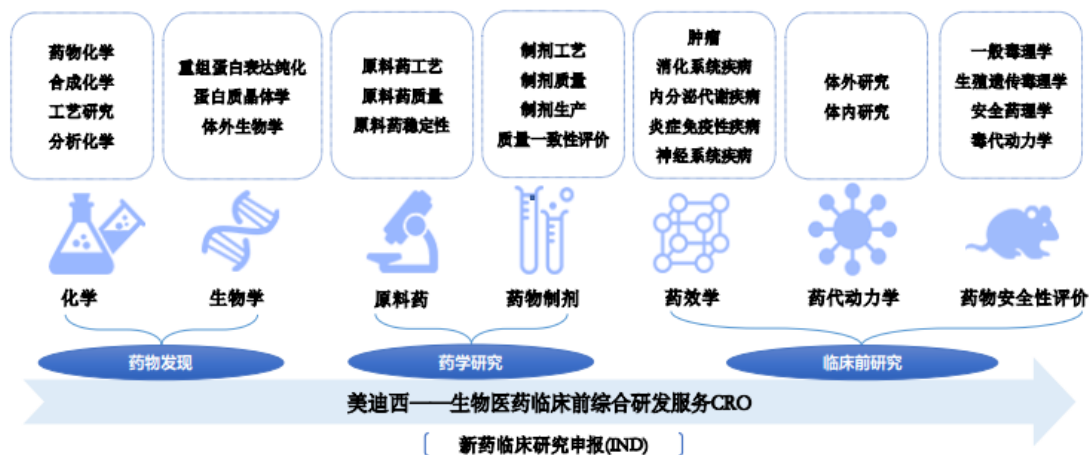 药物化学
合成化学
工艺研究
分析化学
重组蛋白表达纯化
蛋白质晶体学
体外生物学
原料药工艺
原料药质量
原料药稳定性
制剂工艺
制剂质量
制剂生产
质量一致性评价
肿瘤
消化系统疾病
内分泌代谢疾病
炎症免疫性疾病
神经系统疾病
体外研究
体内研究
一般毒理学
生殖遗传毒理学
安全药理学
毒代动力学
化学
生物学
原料药
药物制剂
药效学
药代动力学
药物安全性评价
药物发现
药学研究
临床前研究
美迪西——生物医药临床前综合研发服务CRO
新药临床研究申报(IND)